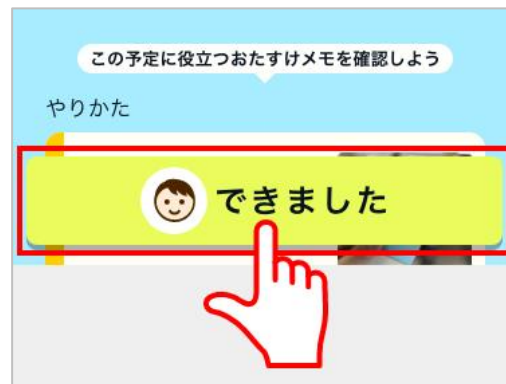 この予定に役立つおたすけメモを確認しよう
やりかた
できました